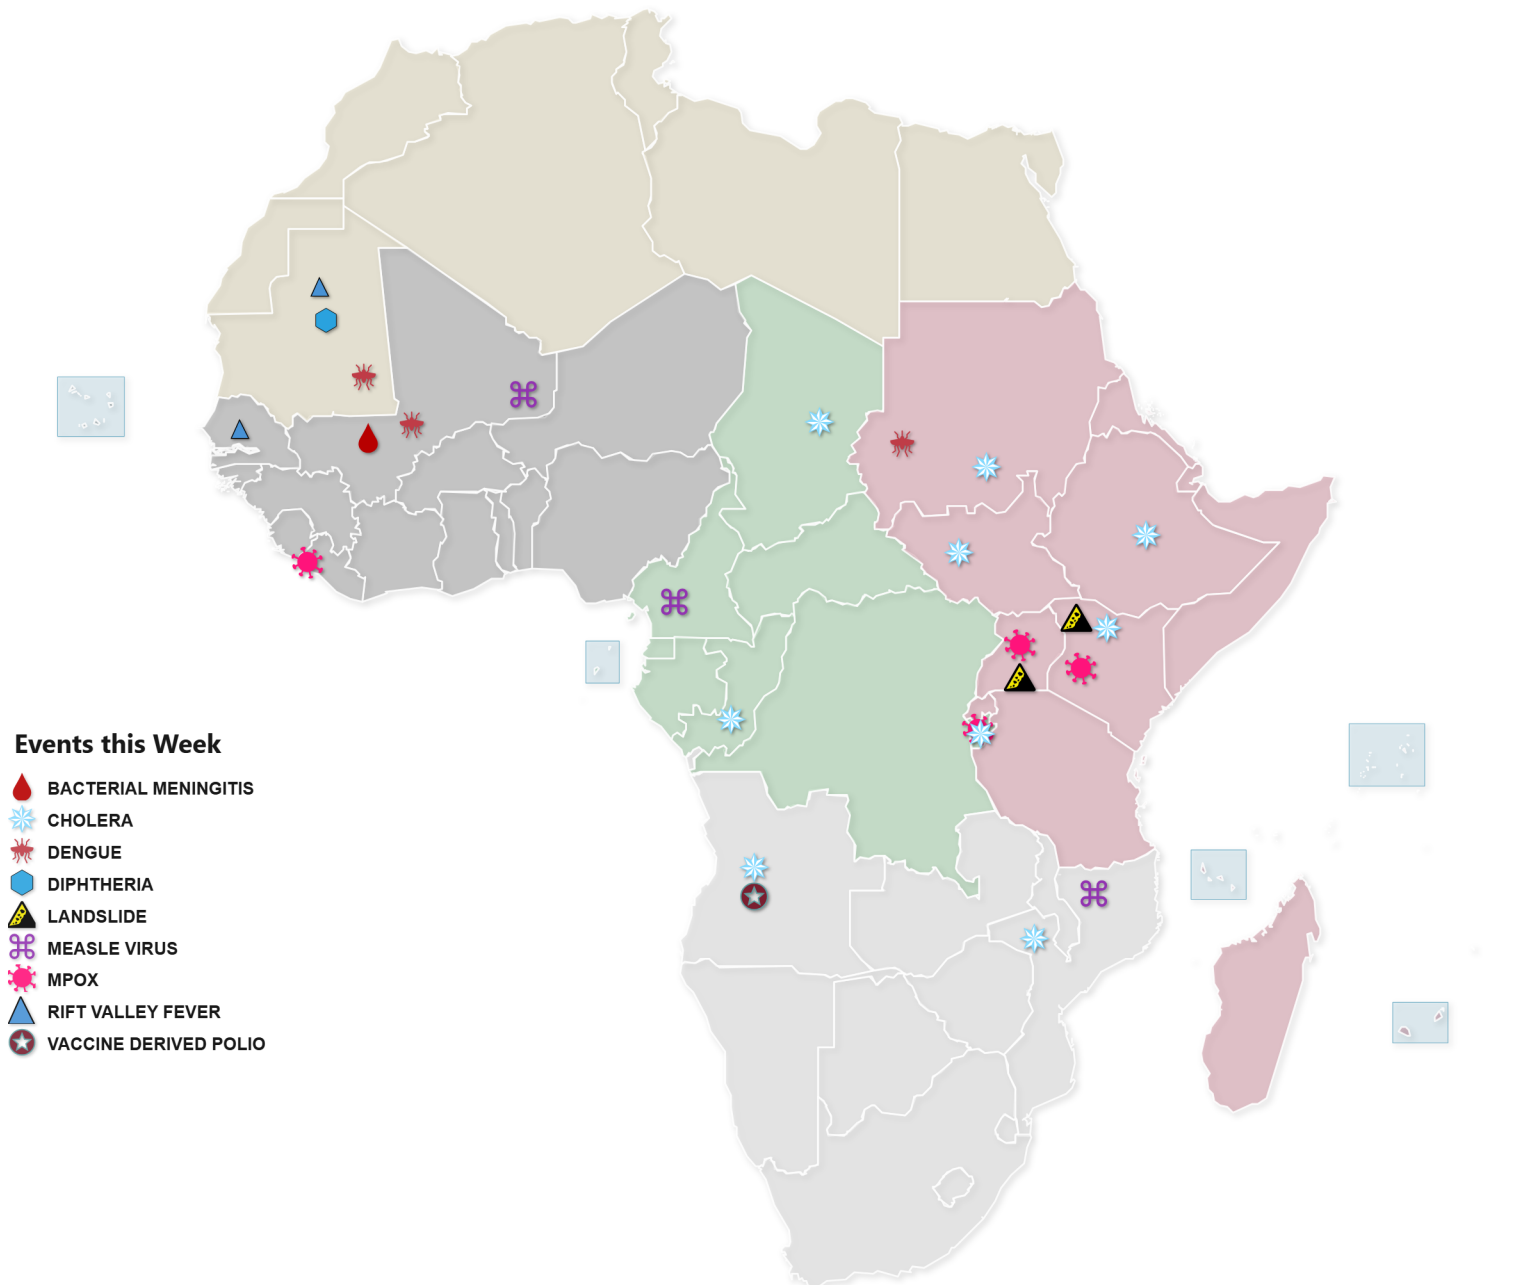 Events this Week
BACTERIAL MENINGITIS
CHOLERA
DENGUE
DIPHTHERIA
LANDSLIDE
MEASLE VIRUS
MPOX
RIFT VALLEY FEVER
VACCINE DERIVED POLIO